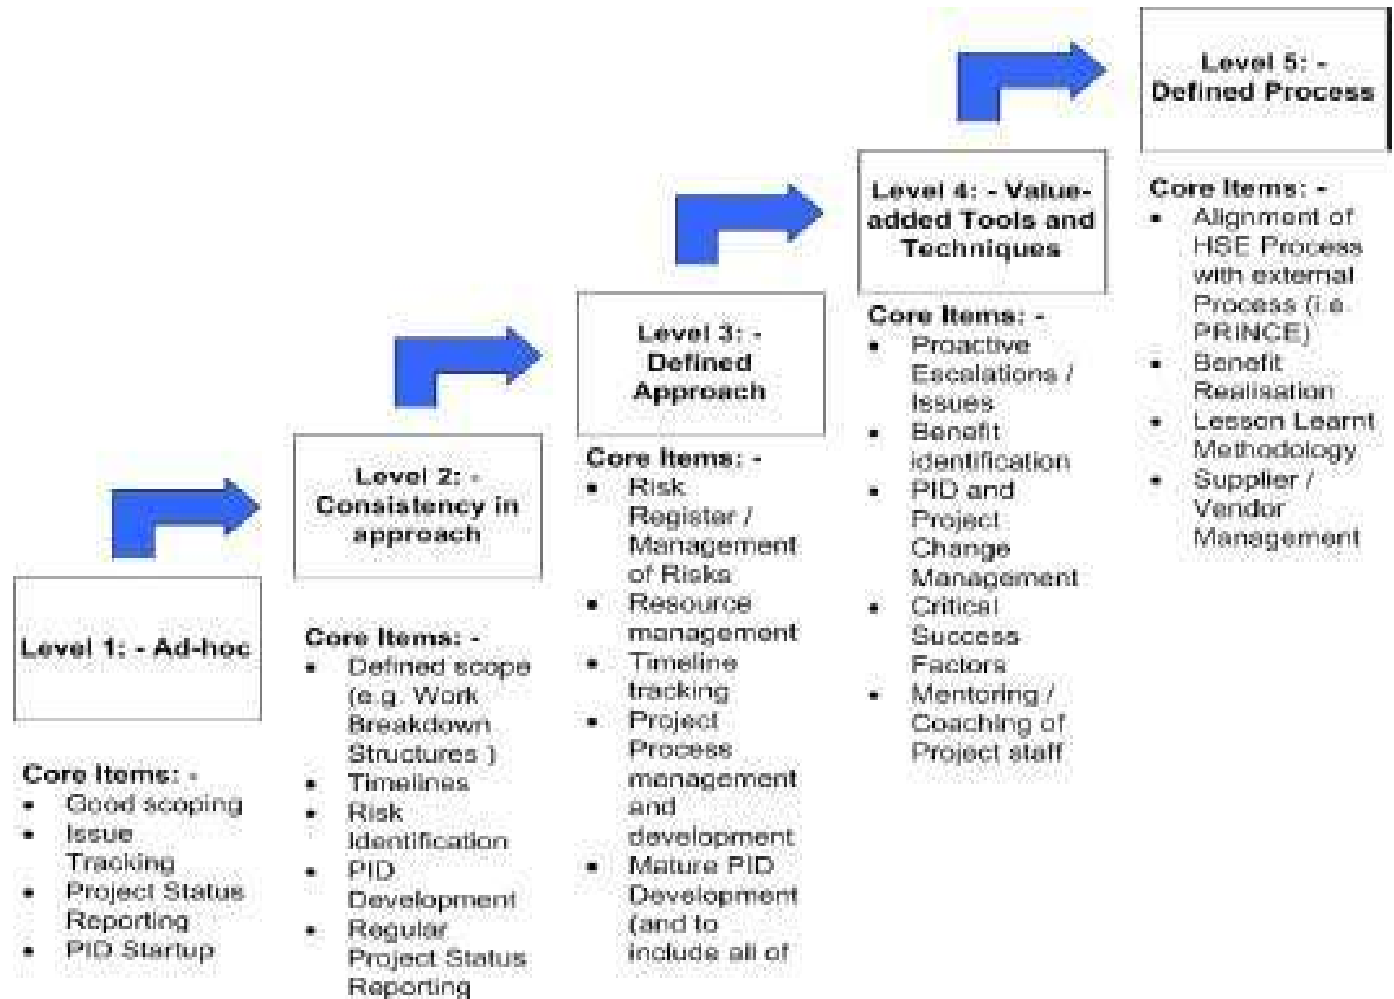 Level 1: - Ad-hoc
Core Items: -
• Good scoping
• Issue
Tracking
• Project Status
Reporting
• PID Startup
Level 2: -
Consistency in
approach
Core Items: -
• Defined scope
(e.g. Work
Breakdown
Structures )
• Timelines
• Risk
Identification
• PID
Development
• Regular
Project Status
Reporting
Level 3: -
Defined
Approach
Core Items: -
• Risk
Register /
Management
of Risks
• Resource
management
• Timeline
tracking
• Project
Process
management
and
development
• Mature PID
Development
(and to
include all of
Level 4: - Value-
added Tools and
Techniques
Core Items: -
• Proactive
Escalations /
Issues
• Benefit
identification
• PID and
Project
Change
Management
• Critical
Success
Factors
• Mentoring /
Coaching of
Project staff
Level 5: -
Defined Process
Core Items: -
• Alignment of
HSE Process
with external
Process (i.e.
PRINCE)
• Benefit
Realisation
• Lesson Learnt
Methodology
• Supplier /
Vendor
Management